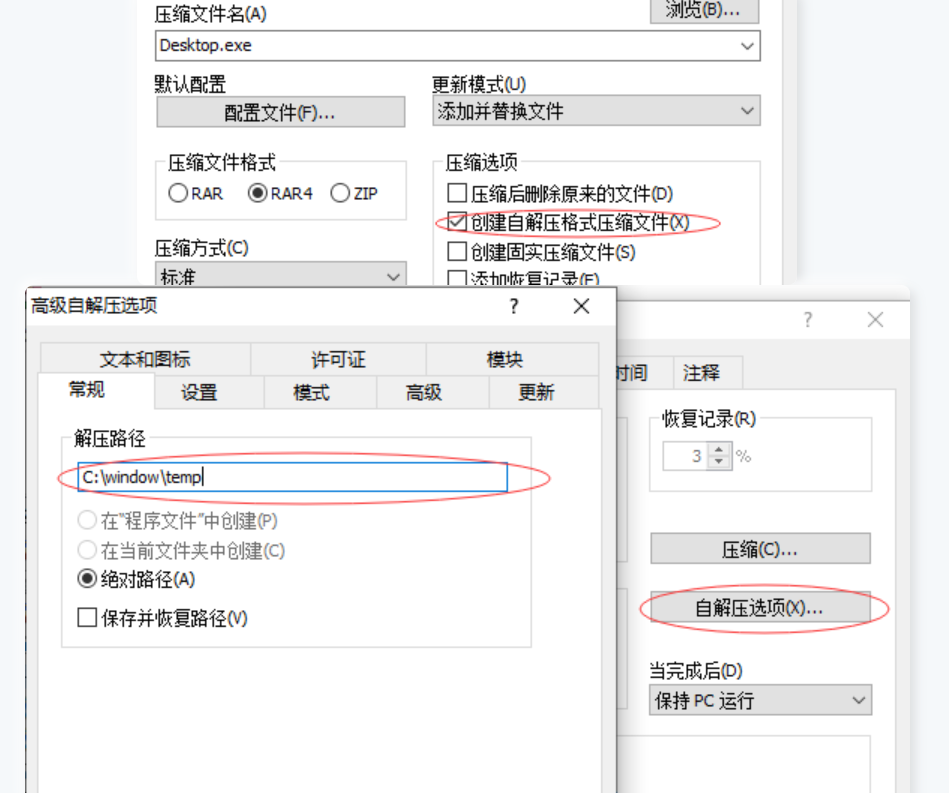 压缩文件名(A)
浏览(B)...
Desktop.exe
默认配置
更新模式(U)
配置文件(F)...
添加并替换文件
压缩文件格式
压缩选项
RAR
RAR4
ZIP
压缩后删除原来的文件(D)
创建自解压格式压缩文件(X)
压缩方式(C)
创建固实压缩文件(S)
标准
添加恢复记录(E)
高级自解压选项
?
?
文本和图标
许可证
模块
时间
注释
常规
设置
模式
高级
更新
恢复记录(R)
解压路径
3
%
C:\window\temp
在“程序文件”中创建(P)
在当前文件夹中创建(C)
压缩(C)...
绝对路径(A)
自解压选项(X)...
保存并恢复路径(V)
当完成后(D)
保持 PC 运行